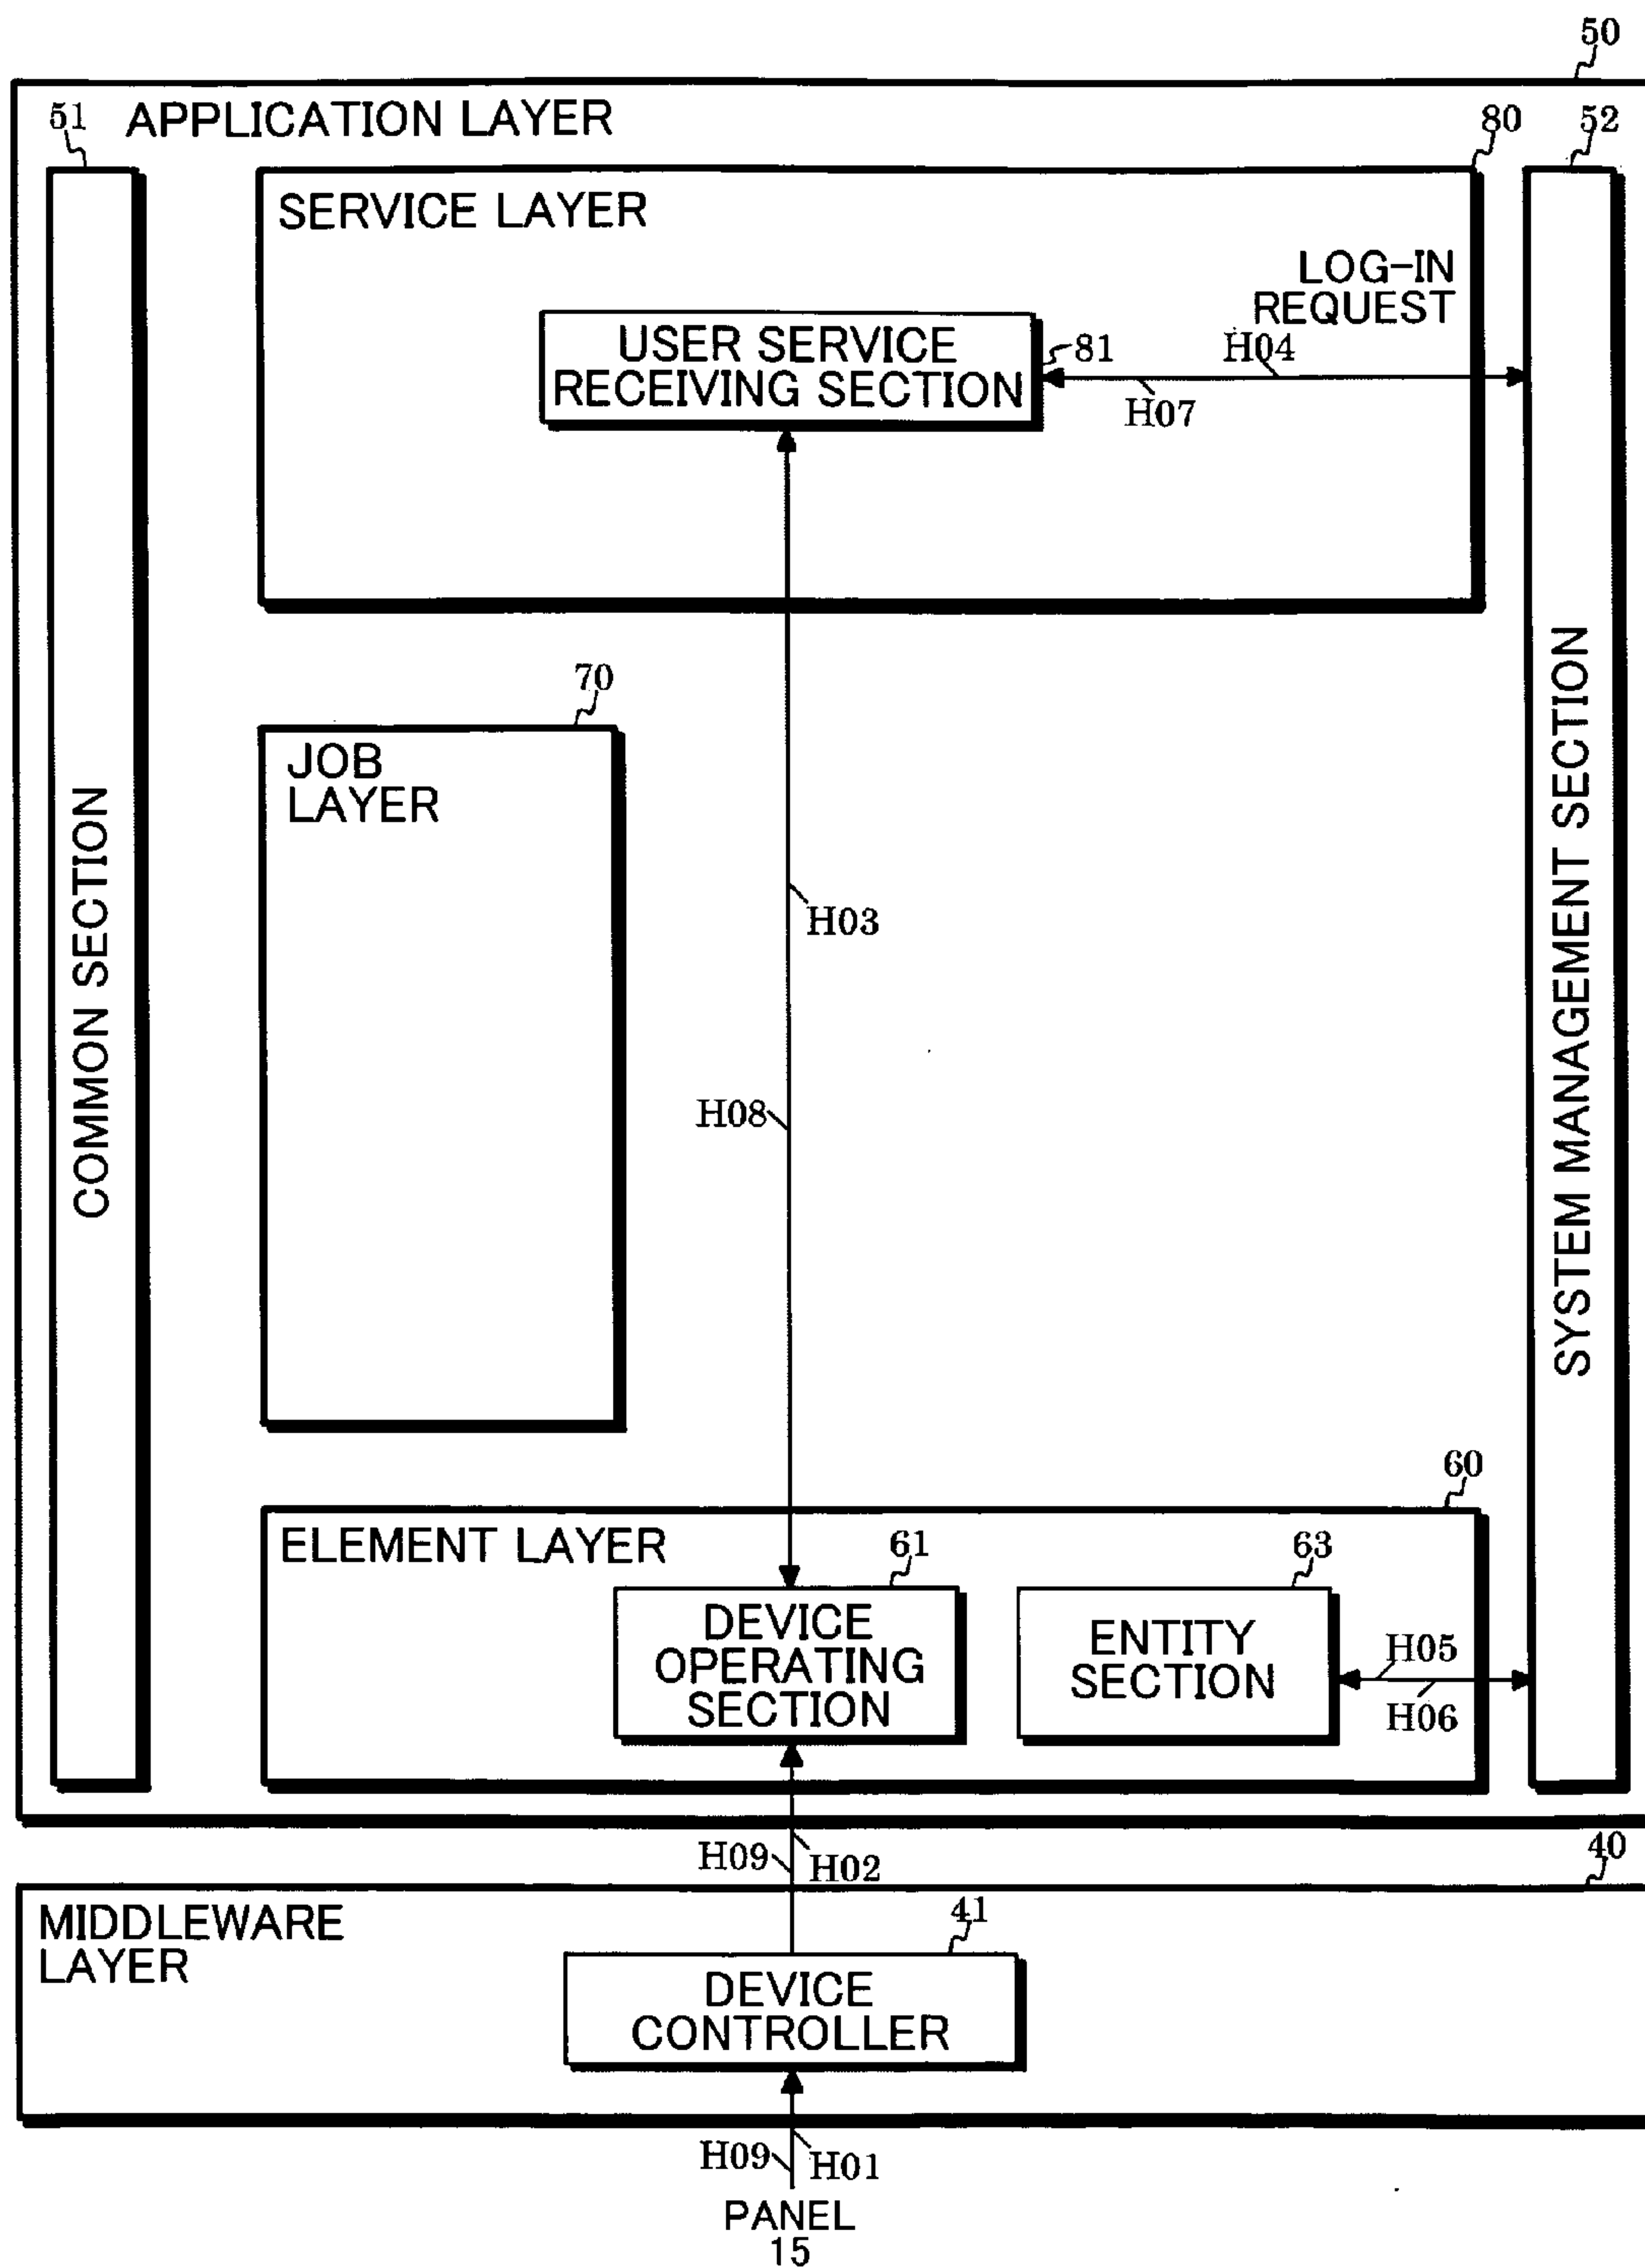 50
APPLICATION LAYER
51
80
52
SERVICE LAYER
LOG-IN
REQUEST
USER SERVICE
RECEIVING SECTION
81
H04
H07
COMMON SECTION
SYSTEM MANAGEMENT SECTION
70
JOB
LAYER
H03
H08
60
ELEMENT LAYER
61
63
DEVICE
OPERATING
SECTION
ENTITY
SECTION
H05
H06
H09
H02
40
MIDDLEWARE
LAYER
41
DEVICE
CONTROLLER
H09
H01
PANEL
15